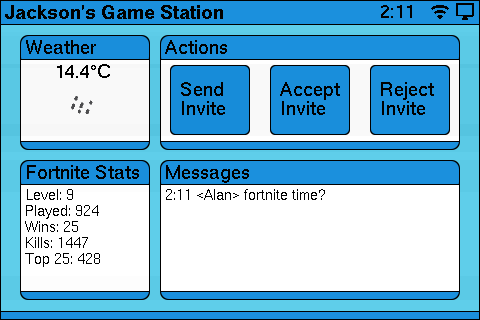 Jackson's Game Station 2:11
Weather
14.4°C
Actions
Send Invite
Accept Invite
Reject Invite
Fortnite Stats
Level: 9
Played: 924
Wins: 25
Kills: 1447
Top 25: 428
Messages
2:11 <Alan> fortnite time?